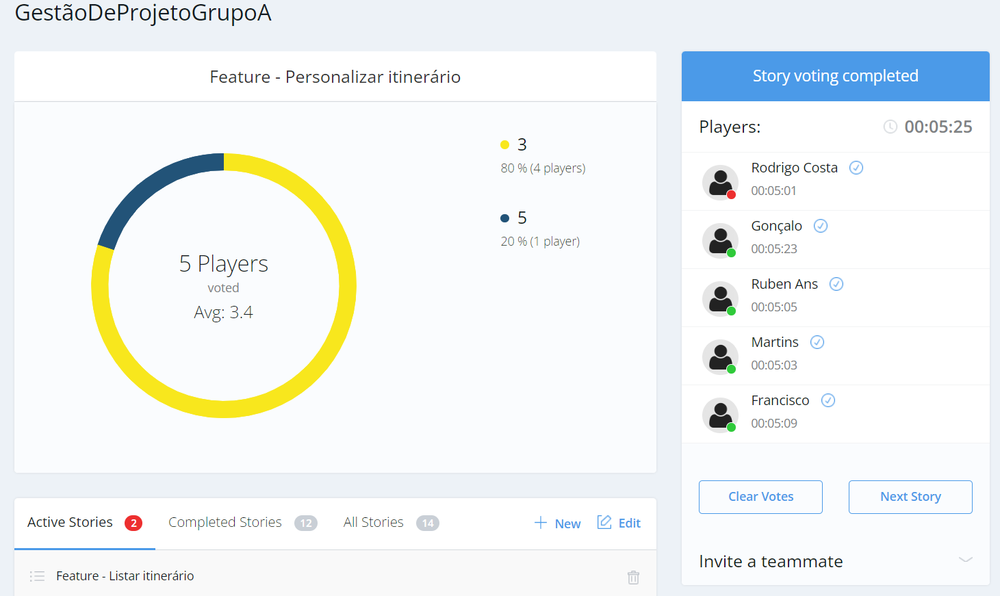 GestãoDeProjetoGrupoA
Feature - Personalizar itinerário
3
80 % (4 players)
5
20 % (1 player)
5 Players
voted
Avg: 3.4
Story voting completed
Players:
00:05:25
Rodrigo Costa
00:05:01
Gonçalo
00:05:23
Ruben Ans
00:05:05
Martins
00:05:03
Francisco
00:05:09
Clear Votes
Next Story
Invite a teammate
Active Stories 2
Completed Stories 12
All Stories 14
New
Edit
Feature - Listar itinerário